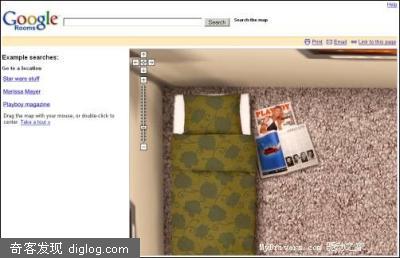 Help
Google
Rooms
Search
Search the map
Print
Email
Link to this page
Example searches:
Go to a location
Star wars stuff
Marissa Mayer
Playboy magazine
Drag the map with your mouse, or double-click to
center. Take a tour »
PLAYBOY
MyDrivers.com 驱动之家
奇客发现 diglog.com